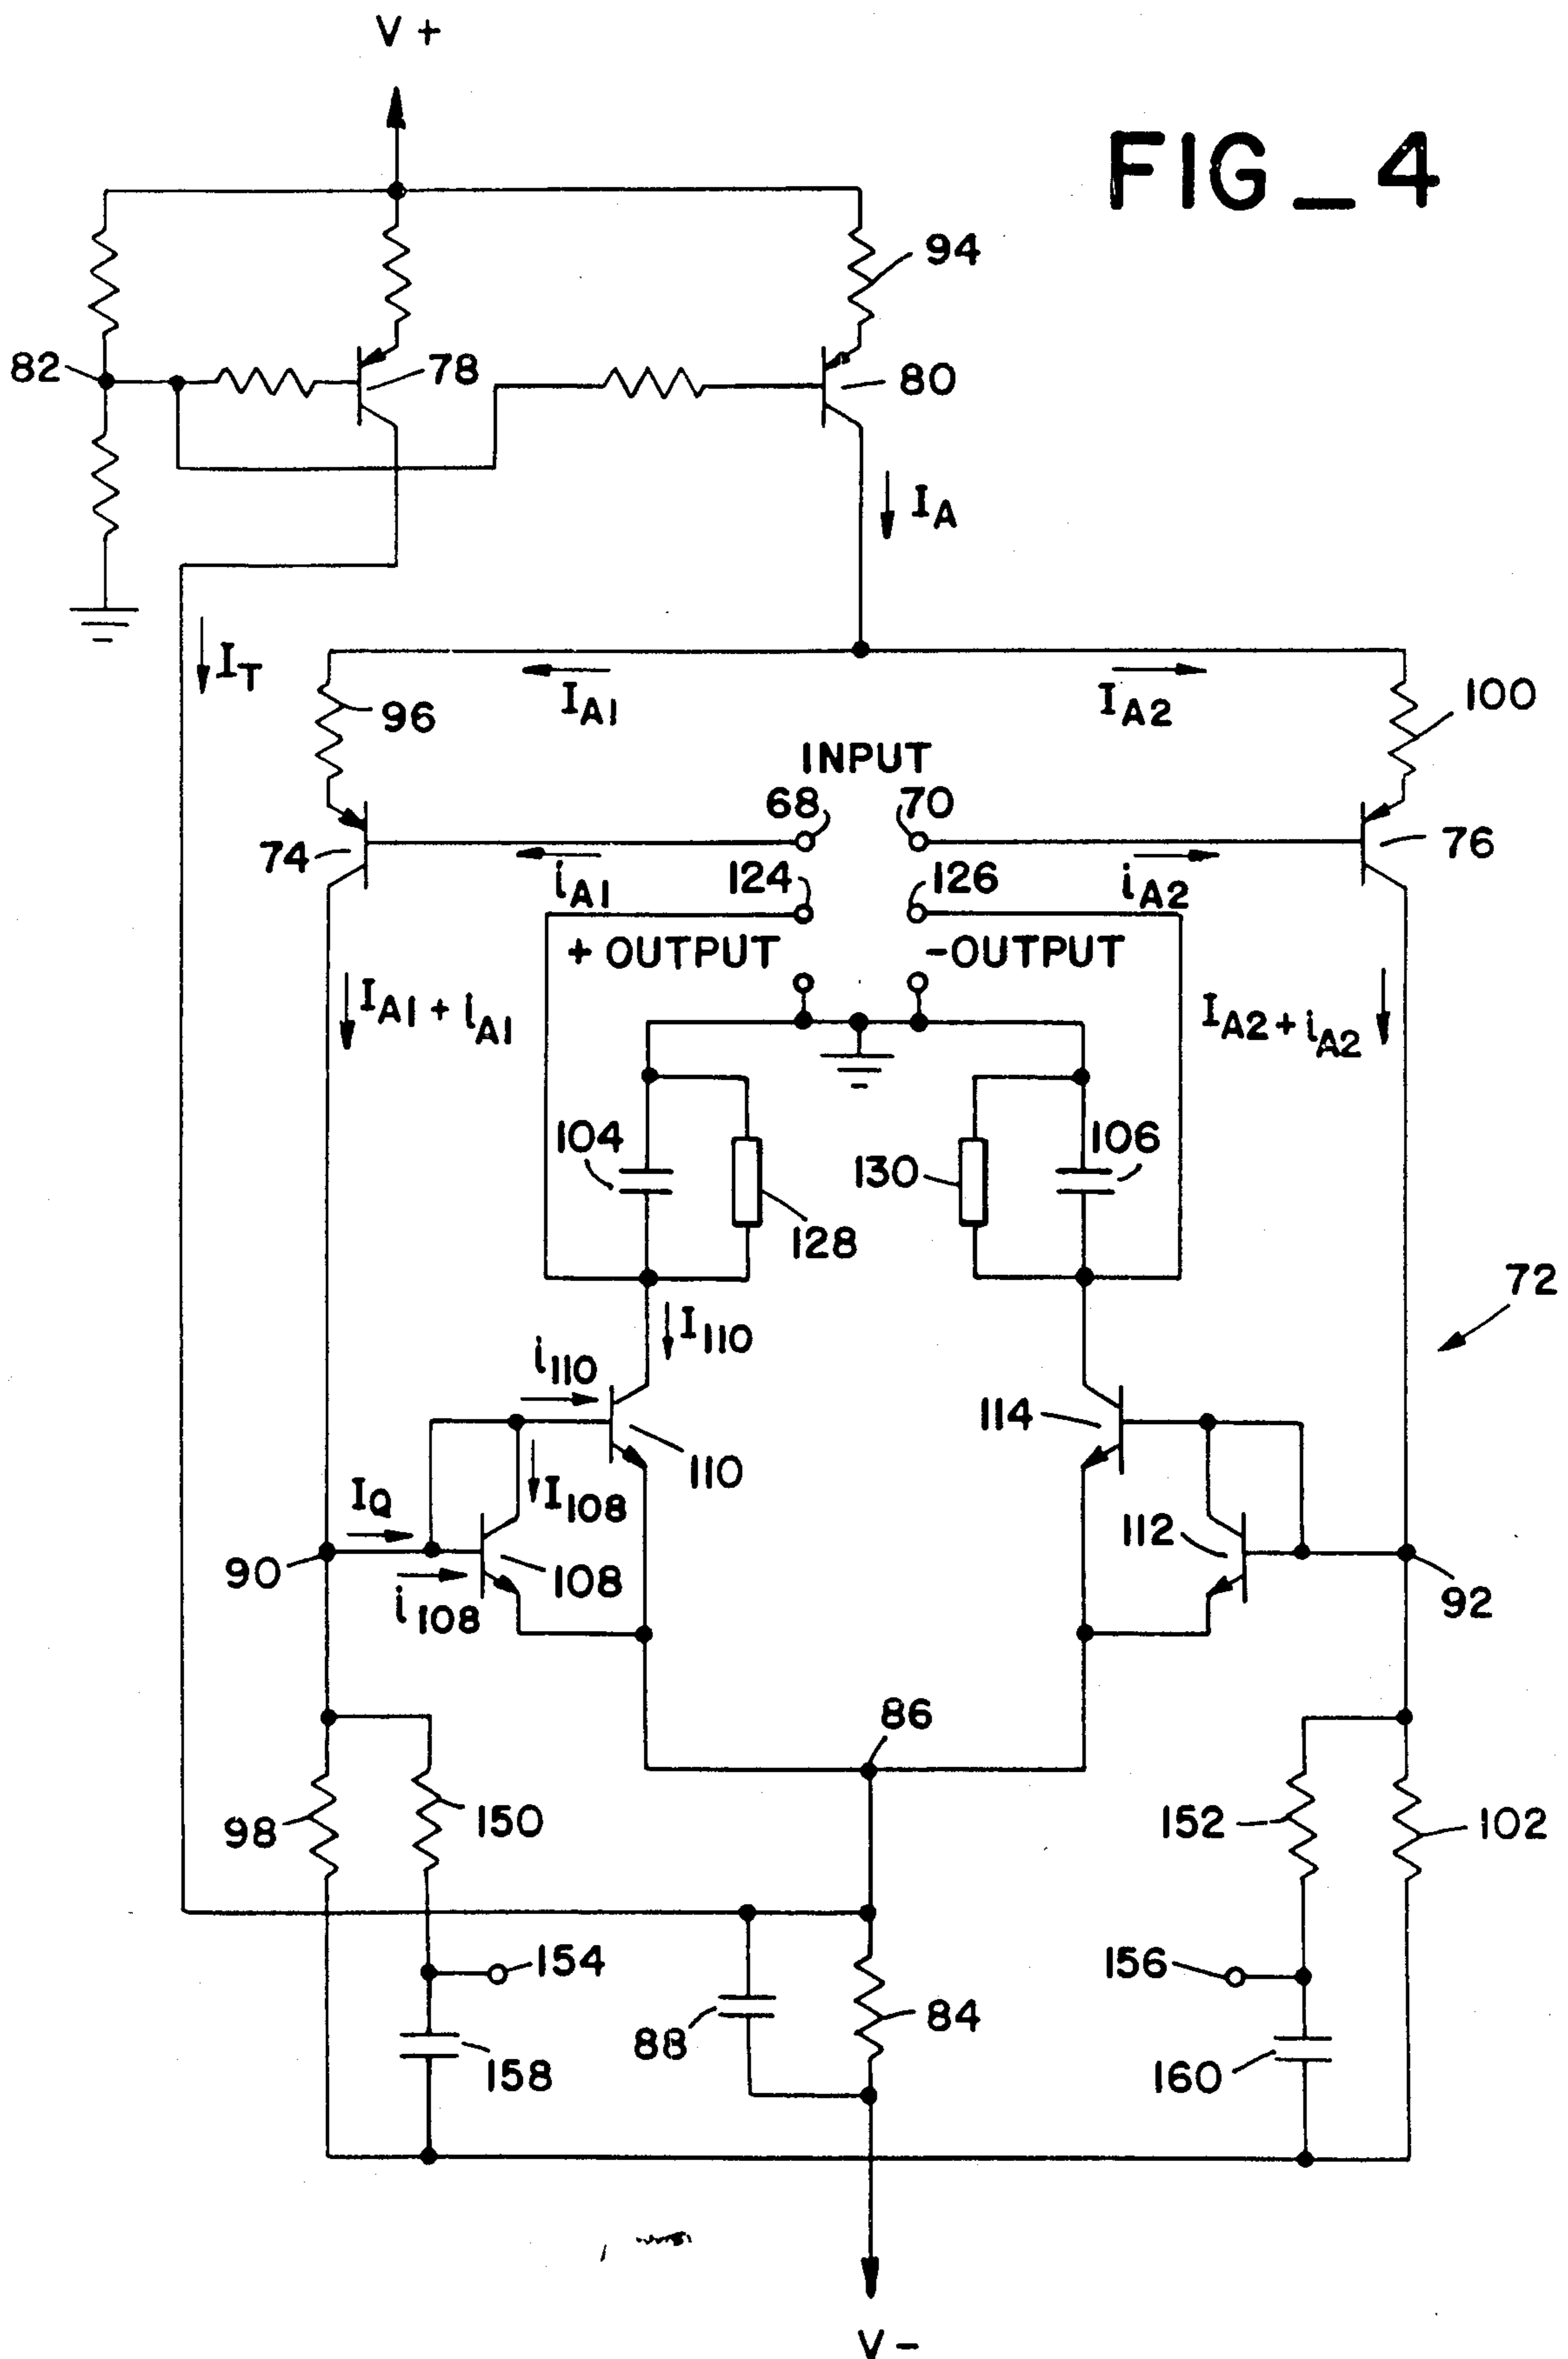 V +
FIG_4
94
82
78
80
I_A
I_T
I_A1
I_A2
96
100
INPUT
68
70
74
76
i_A1
124
126
i_A2
+ OUTPUT
-OUTPUT
I_A1 + i_A1
I_A2 + i_A2
104
106
130
128
72
I_110
i_110
114
110
I_Q
I_108
112
90
108
92
i_108
86
98
150
152
102
154
156
88
84
158
160
V -